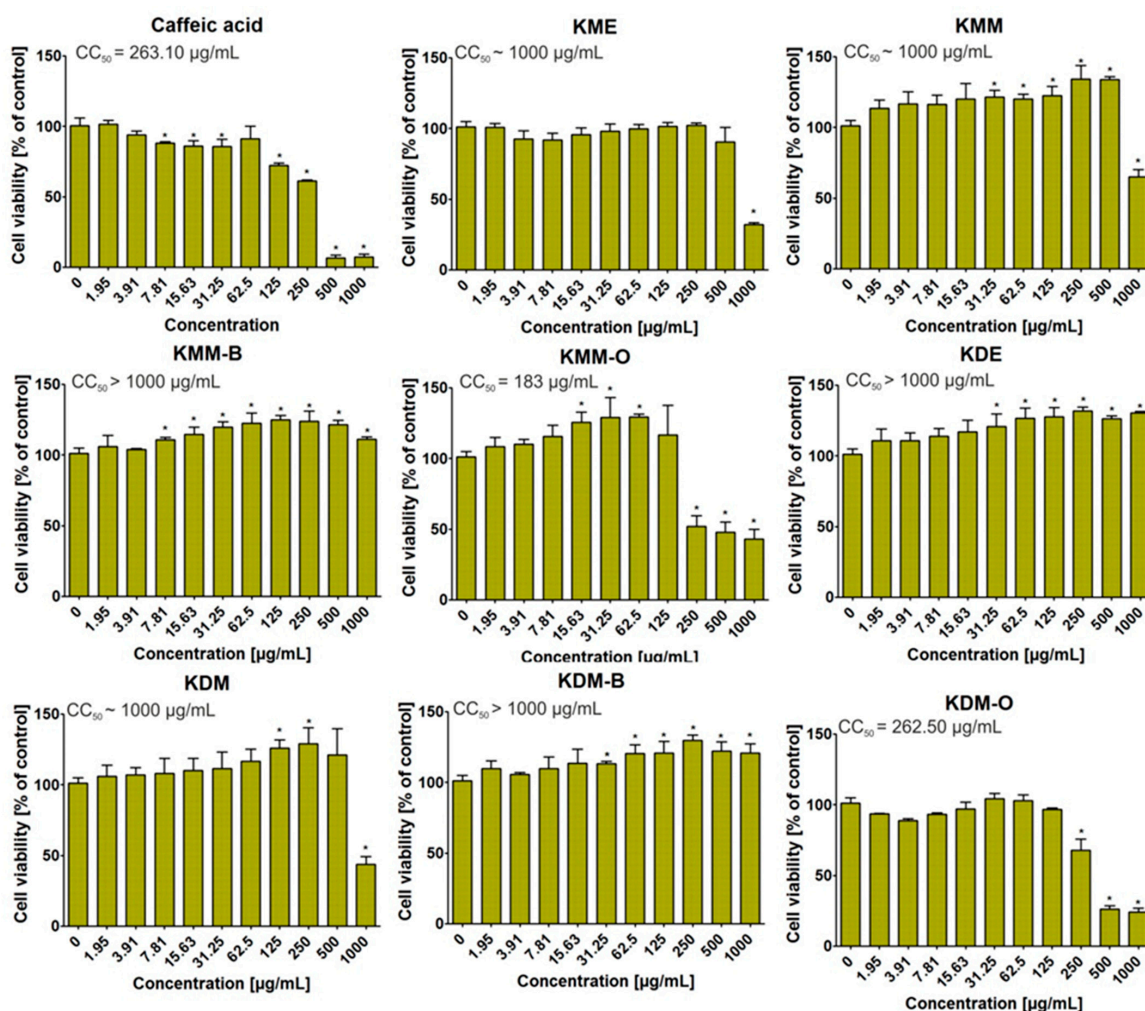 Caffeic acid
CC50 = 263.10 µg/mL
Cell viability [% of control]
150
100
50
0
0 1.95 3.91 7.81 15.63 31.25 62.5 125 250 500 1000
Concentration
KME
CC50 ~ 1000 µg/mL
Cell viability [% of control]
150
100
50
0
0 1.95 3.91 7.81 15.63 31.25 62.5 125 250 500 1000
Concentration [µg/mL]
KMM
CC50 ~ 1000 µg/mL
Cell viability [% of control]
150
100
50
0
0 1.95 3.91 7.81 15.63 31.25 62.5 125 250 500 1000
Concentration [µg/mL]
KMM-B
CC50 > 1000 µg/mL
Cell viability [% of control]
150
100
50
0
0 1.95 3.91 7.81 15.63 31.25 62.5 125 250 500 1000
Concentration [µg/mL]
KMM-O
CC50 = 183 µg/mL
Cell viability [% of control]
150
100
50
0
0 1.95 3.91 7.81 15.63 31.25 62.5 125 250 500 1000
Concentration [µg/mL]
KDE
CC50 > 1000 µg/mL
Cell viability [% of control]
150
100
50
0
0 1.95 3.91 7.81 15.63 31.25 62.5 125 250 500 1000
Concentration [µg/mL]
KDM
CC50 ~ 1000 µg/mL
Cell viability [% of control]
150
100
50
0
0 1.95 3.91 7.81 15.63 31.25 62.5 125 250 500 1000
Concentration [µg/mL]
KDM-B
CC50 > 1000 µg/mL
Cell viability [% of control]
150
100
50
0
0 1.95 3.91 7.81 15.63 31.25 62.5 125 250 500 1000
Concentration [µg/mL]
KDM-O
CC50 = 262.50 µg/mL
Cell viability [% of control]
150
100
50
0
0 1.95 3.91 7.81 15.63 31.25 62.5 125 250 500 1000
Concentration [µg/mL]